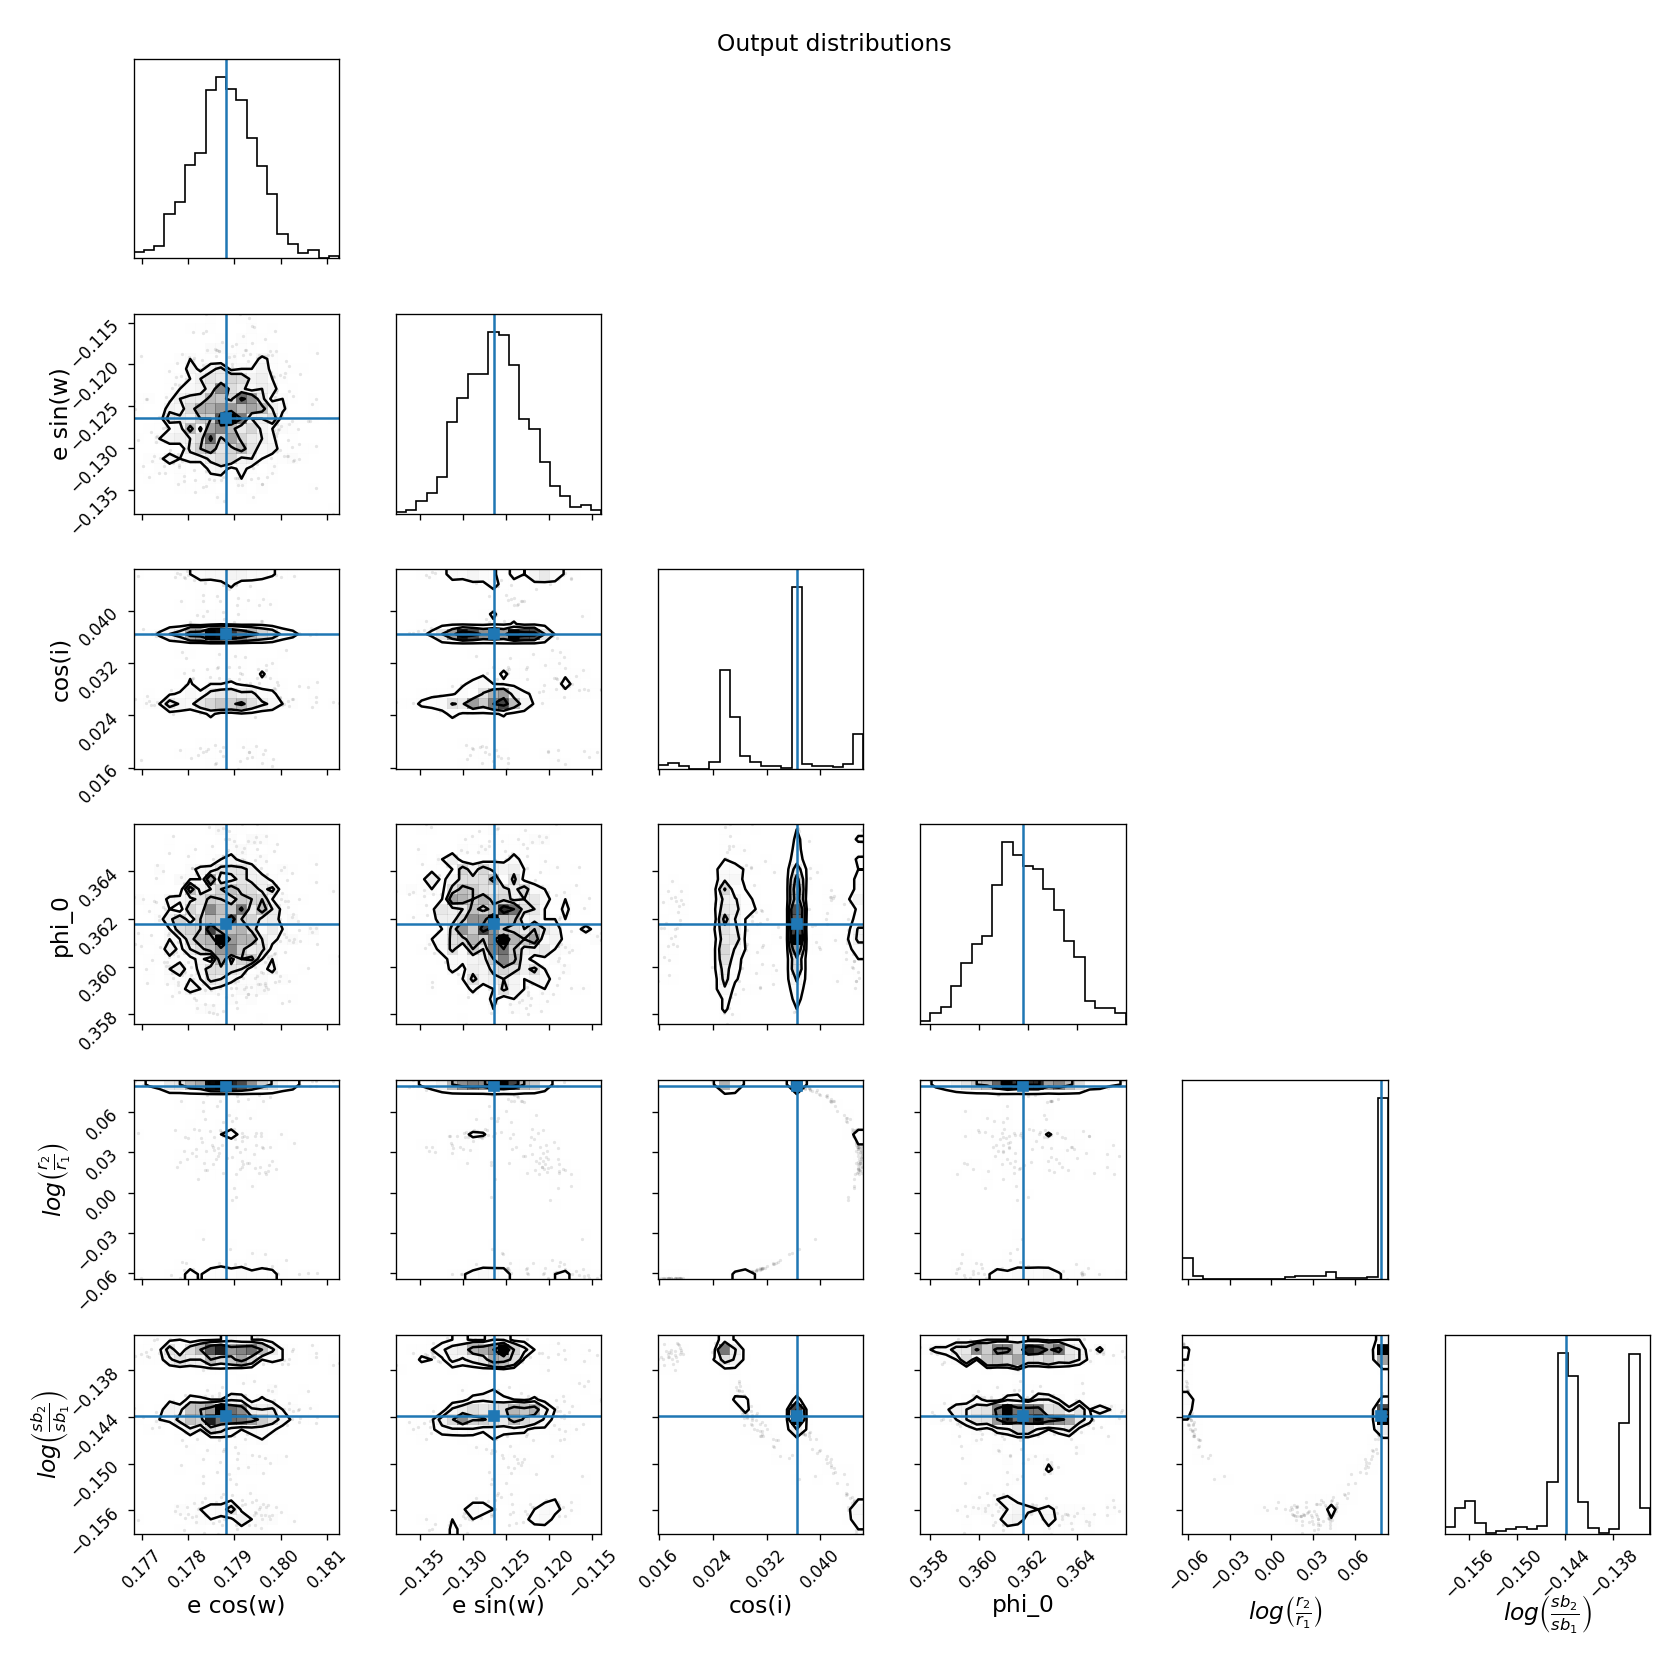 Output distributions
e sin(w)
−0.115
−0.120
−0.125
−0.130
−0.135
cos(i)
0.040
0.032
0.024
0.016
phi_0
0.364
0.362
0.360
0.358
log(r₂/r₁)
0.06
0.03
0.00
−0.03
−0.06
log(sb₂/sb₁)
−0.138
−0.144
−0.150
−0.156
0.177 0.178 0.179 0.180 0.181
−0.135 −0.130 −0.125 −0.120 −0.115
0.016 0.024 0.032 0.040
0.358 0.360 0.362 0.364
−0.06 −0.03 0.00 0.03 0.06
−0.156 −0.150 −0.144 −0.138
e cos(w)
e sin(w)
cos(i)
phi_0
log(r₂/r₁)
log(sb₂/sb₁)